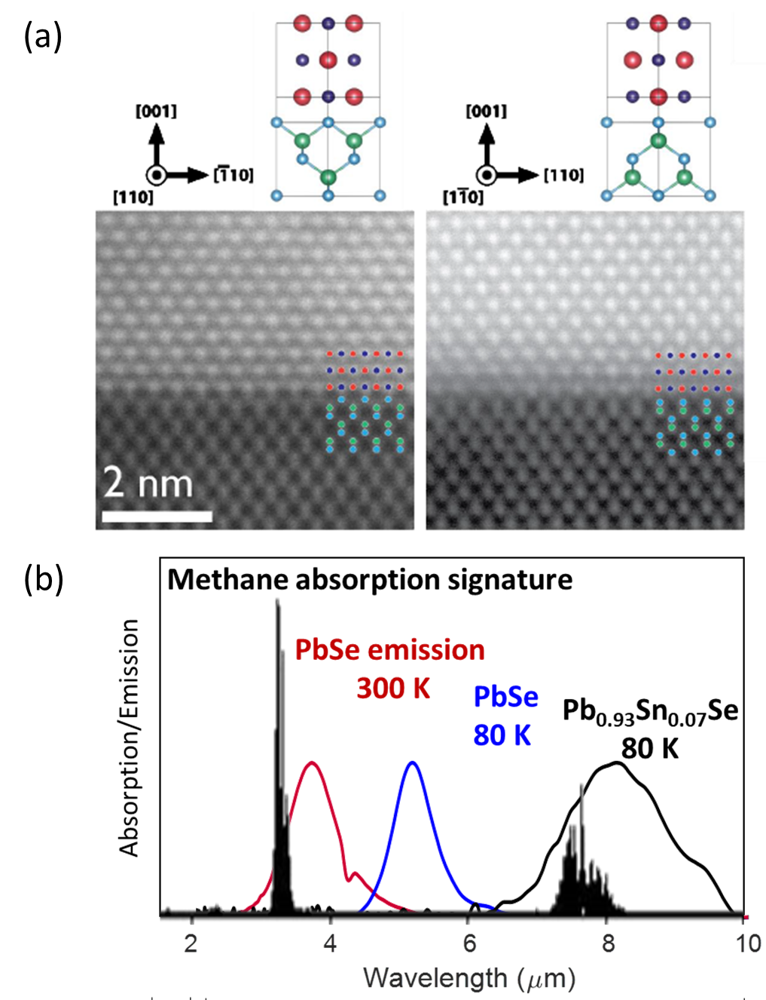 (a)
[001]
[1̅10]
[110]
[001]
[110]
[11̅0]
2 nm
(b)
Methane absorption signature
PbSe emission
300 K
PbSe
80 K
Pb0.93Sn0.07Se
80 K
Absorption/Emission
2 4 6 8 10
Wavelength (μm)